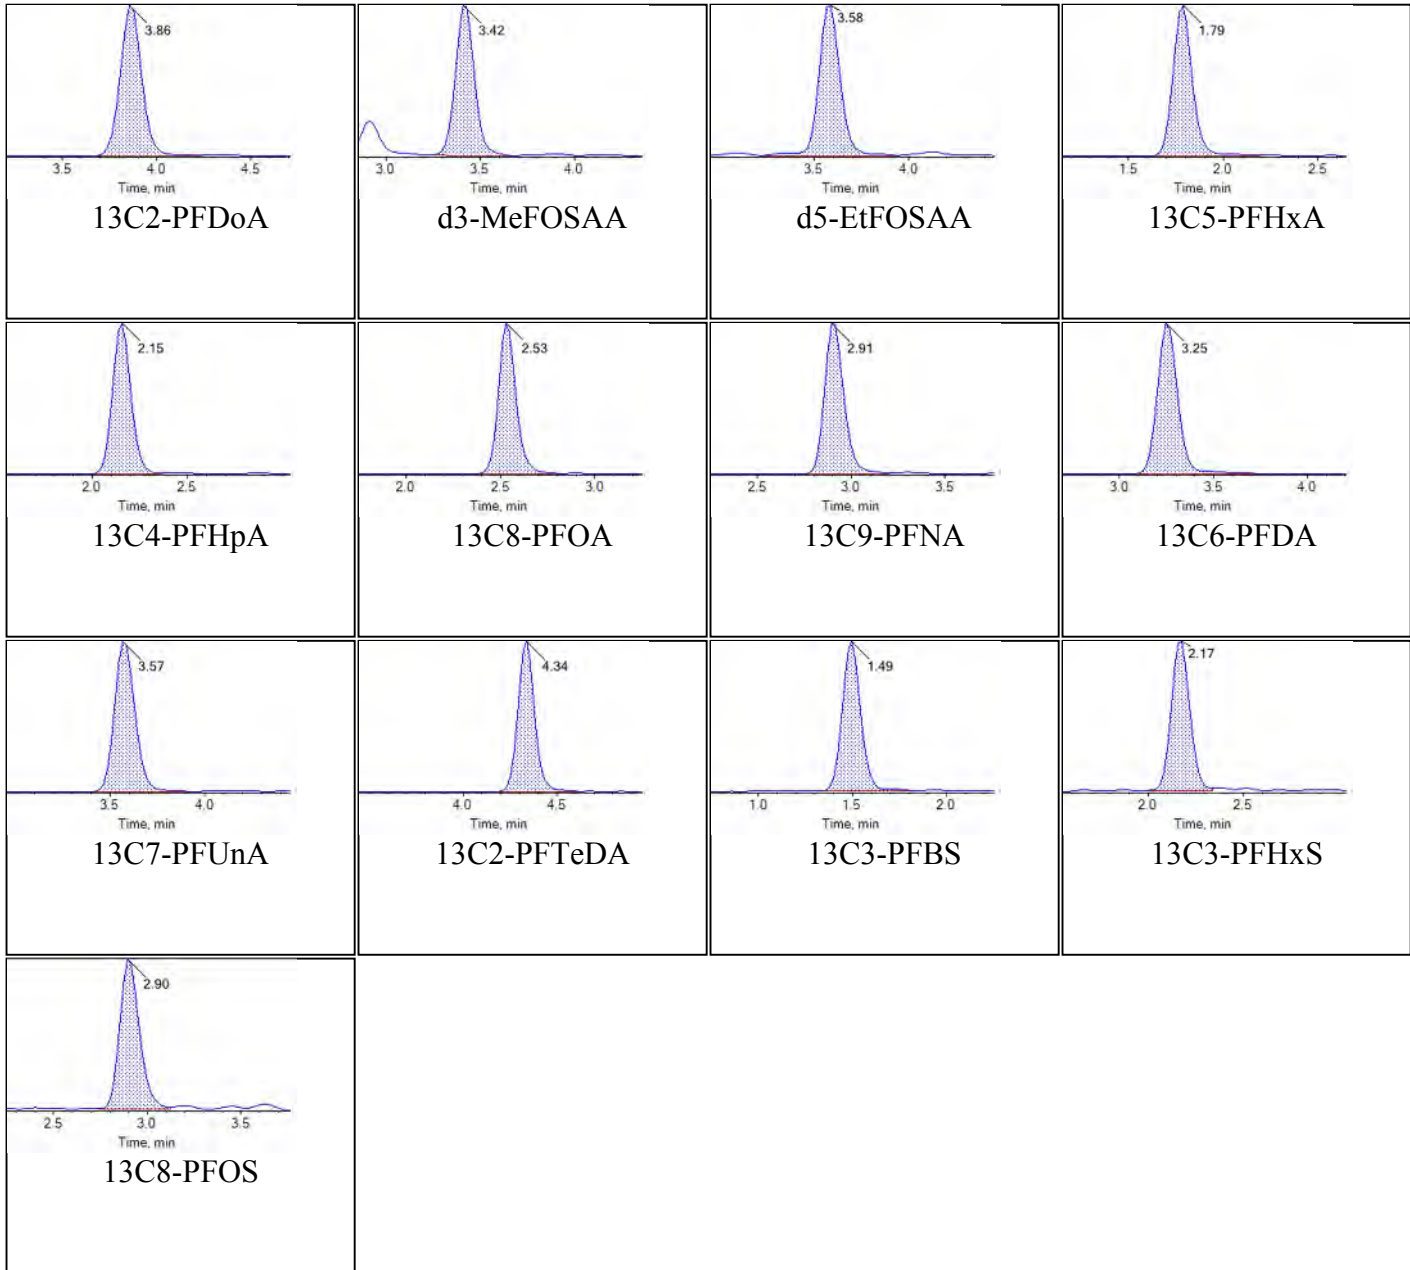 3.86
3.5 4.0 4.5
Time, min
13C2-PFDoA
3.42
3.0 3.5 4.0
Time, min
d3-MeFOSAA
3.58
3.5 4.0
Time, min
d5-EtFOSAA
1.79
1.5 2.0 2.5
Time, min
13C5-PFHxA
2.15
2.0 2.5
Time, min
13C4-PFHpA
2.53
2.0 2.5 3.0
Time, min
13C8-PFOA
2.91
2.5 3.0 3.5
Time, min
13C9-PFNA
3.25
3.0 3.5 4.0
Time, min
13C6-PFDA
3.57
3.5 4.0
Time, min
13C7-PFUnA
4.34
4.0 4.5
Time, min
13C2-PFTeDA
1.49
1.0 1.5 2.0
Time, min
13C3-PFBS
2.17
2.0 2.5
Time, min
13C3-PFHxS
2.90
2.5 3.0 3.5
Time, min
13C8-PFOS